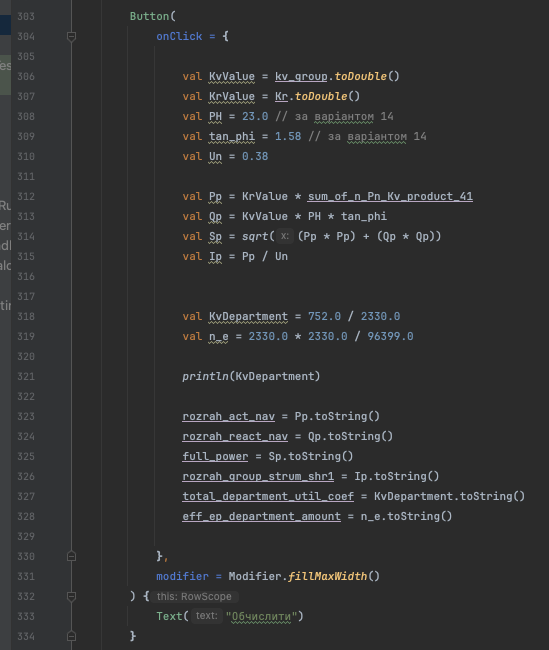 303 Button(
304 onClick = {
305
306 val KvValue = kv_group.toDouble()
307 val KrValue = Kr.toDouble()
308 val PH = 23.0 // за варіантом 14
309 val tan_phi = 1.58 // за варіантом 14
310 val Un = 0.38
311
312 val Pp = KrValue * sum_of_n_Pn_Kv_product_41
313 val Qp = KvValue * PH * tan_phi
314 val Sp = sqrt( x: (Pp * Pp) + (Qp * Qp))
315 val Ip = Pp / Un
316
317
318 val KvDepartment = 752.0 / 2330.0
319 val n_e = 2330.0 * 2330.0 / 96399.0
320
321 println(KvDepartment)
322
323 rozrah_act_nav = Pp.toString()
324 rozrah_react_nav = Qp.toString()
325 full_power = Sp.toString()
326 rozrah_group_strum_shr1 = Ip.toString()
327 total_department_util_coef = KvDepartment.toString()
328 eff_ep_department_amount = n_e.toString()
329
330 },
331 modifier = Modifier.fillMaxWidth()
332 ) { this: RowScope
333 Text( text: "Обчислити")
334 }